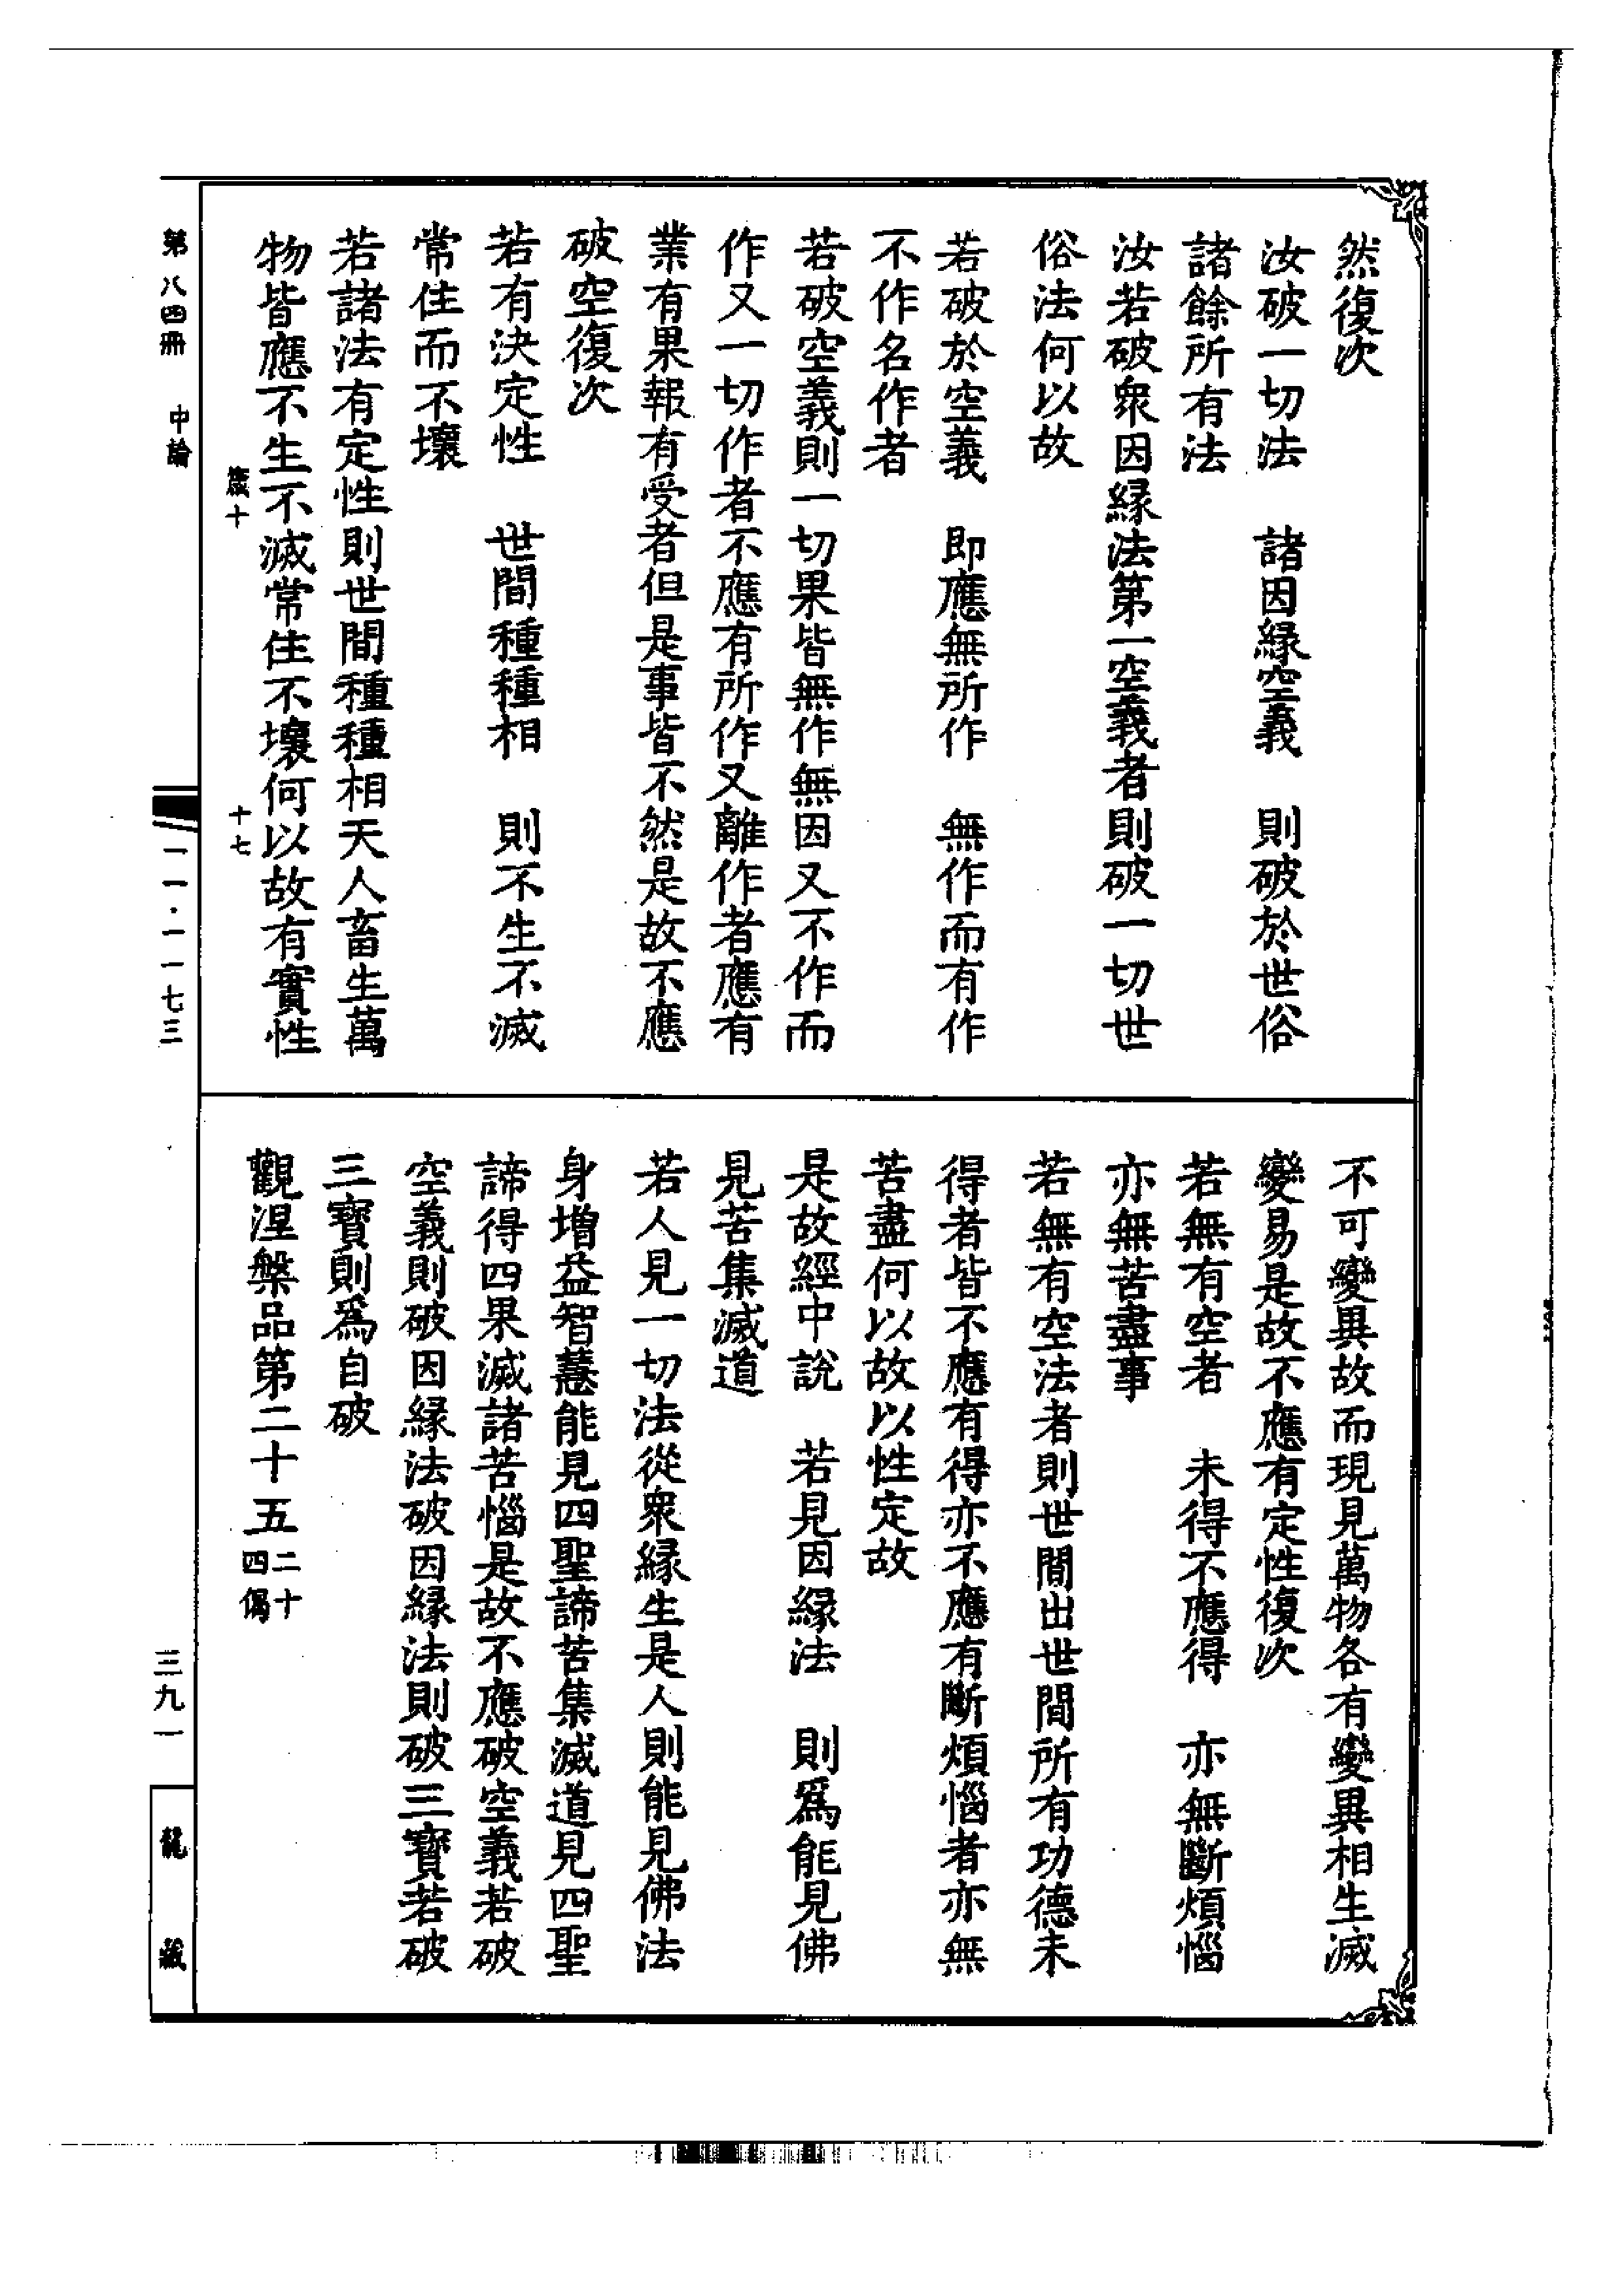 然復次
汝破一切法　諸因緣空義　則破於世俗
諸餘所有法
汝若破衆因緣法第一空義者則破一切世
俗法何以故
若破於空義　即應無所作　無作而有作
不作名作者
若破空義則一切果皆無作無因又不作而
作又一切作者不應有所作又離作者應有
業有果報有受者但是事皆不然是故不應
破空復次
若有決定性　世間種種相　則不生不滅
常住而不壞
若諸法有定性則世間種種相天人畜生萬
物皆應不生不滅常住不壞何以故有實性
不可變異故而現見萬物各有變異相生滅
變易是故不應有定性復次
若無有空者　未得不應得　亦無斷煩惱
亦無苦盡事
若無有空法者則世間出世間所有功德未
得者皆不應有得亦不應有斷煩惱者亦無
苦盡何以故以性定故
是故經中說　若見因緣法　則爲能見佛
見苦集滅道
若人見一切法從衆緣生是人則能見佛法
身增益智慧能見四聖諦苦集滅道見四聖
諦得四果滅諸苦惱是故不應破空義若破
空義則破因緣法破因緣法則破三寶若破
三寶則爲自破
觀涅槃品第二十五二十四偈
十
十七
第八四冊　中論
一一·一一七三
三九一
龍藏